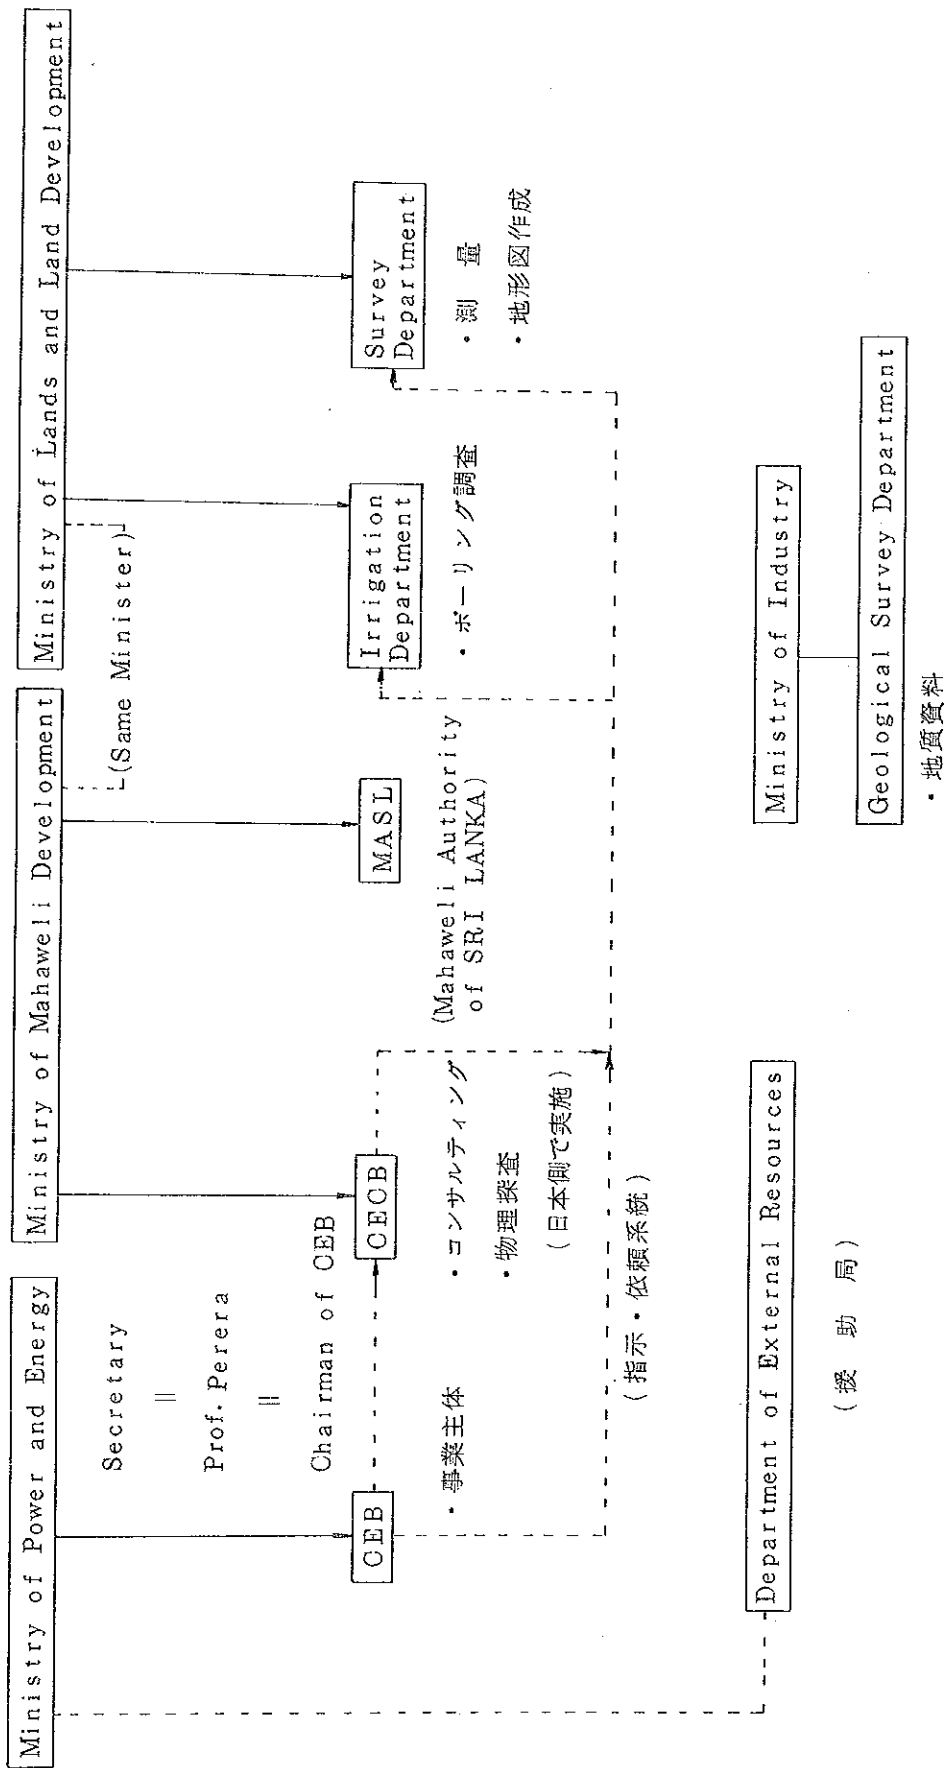 Ministry of Power and Energy
Ministry of Mahaweli Development
Ministry of Lands and Land Development
(Same Minister)
Secretary
||
Prof. Perera
||
Chairman of CEB
CEB
・事業主体
CECB
・コンサルティング
・物理探査
(日本側で実施)
MASL
(Mahaweli Authority
of SRI LANKA)
Irrigation
Department
・ボーリング調査
Survey
Department
・測 量
・地形図作成
(指示・依頼系統)
Department of External Resources
(援 助 局)
Ministry of Industry
Geological Survey Department
・地質資料